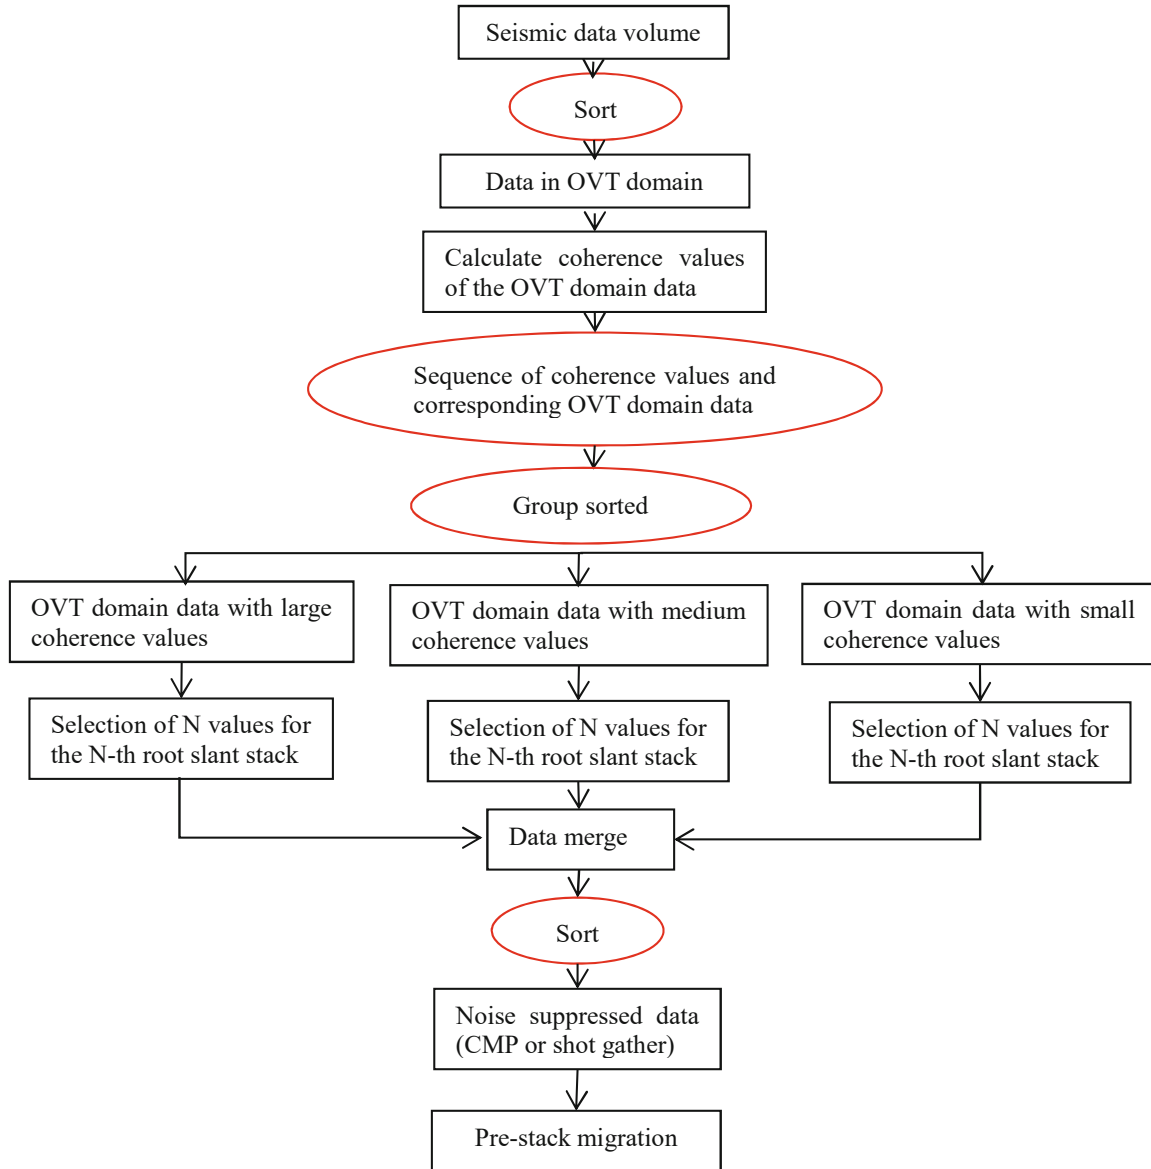 Seismic data volume
Sort
Data in OVT domain
Calculate coherence values
of the OVT domain data
Sequence of coherence values and
corresponding OVT domain data
Group sorted
OVT domain data with large
coherence values
OVT domain data with medium
coherence values
OVT domain data with small
coherence values
Selection of N values for
the N-th root slant stack
Selection of N values for
the N-th root slant stack
Selection of N values for
the N-th root slant stack
Data merge
Sort
Noise suppressed data
(CMP or shot gather)
Pre-stack migration